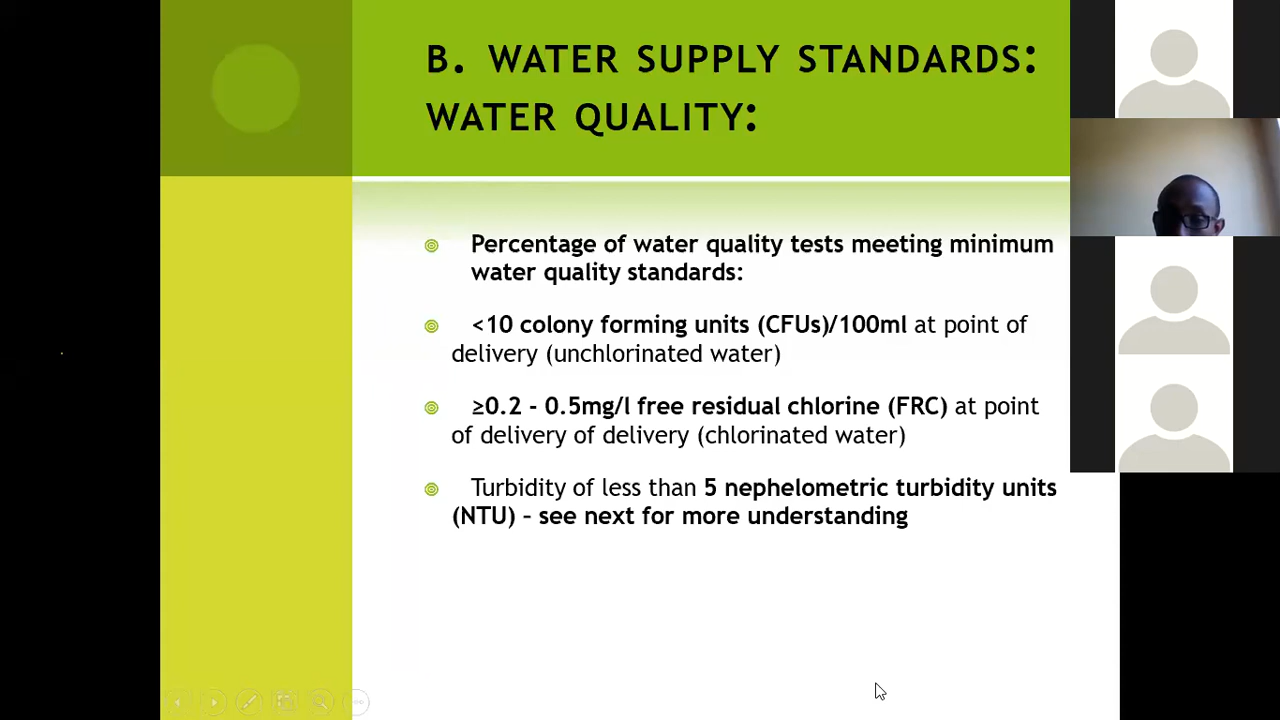 B. WATER SUPPLY STANDARDS:
WATER QUALITY:
Percentage of water quality tests meeting minimum
water quality standards:
<10 colony forming units (CFUs)/100ml at point of
delivery (unchlorinated water)
≥0.2 - 0.5mg/l free residual chlorine (FRC) at point
of delivery of delivery (chlorinated water)
Turbidity of less than 5 nephelometric turbidity units
(NTU) – see next for more understanding